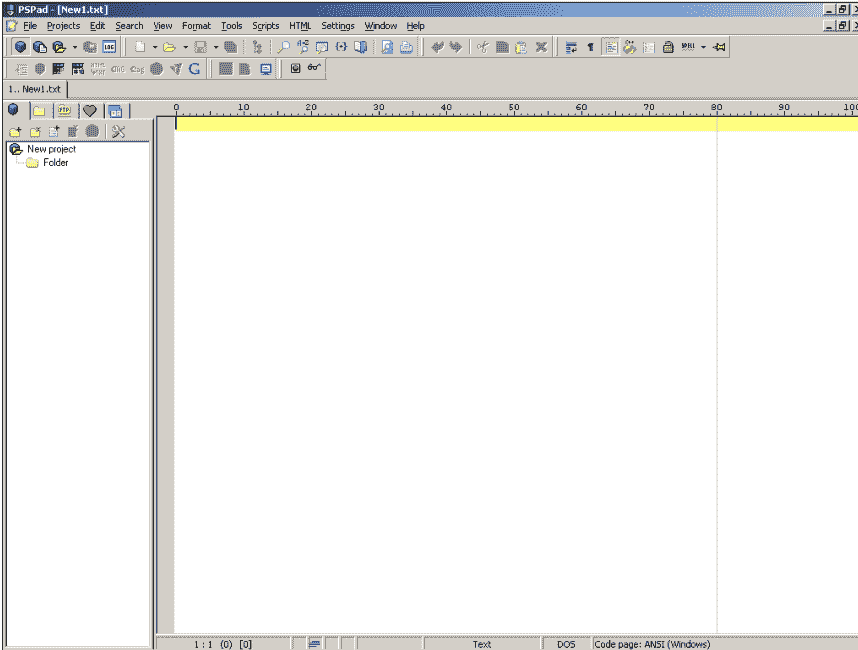 PSPad - [New1.txt]
File Projects Edit Search View Format Tools Scripts HTML Settings Window Help
LOG
1.. New1.txt
FTP
0 10 20 30 40 50 60 70 80 90 100
New project
Folder
1 : 1 (0) [0] Text DOS Code page: ANSI (Windows)